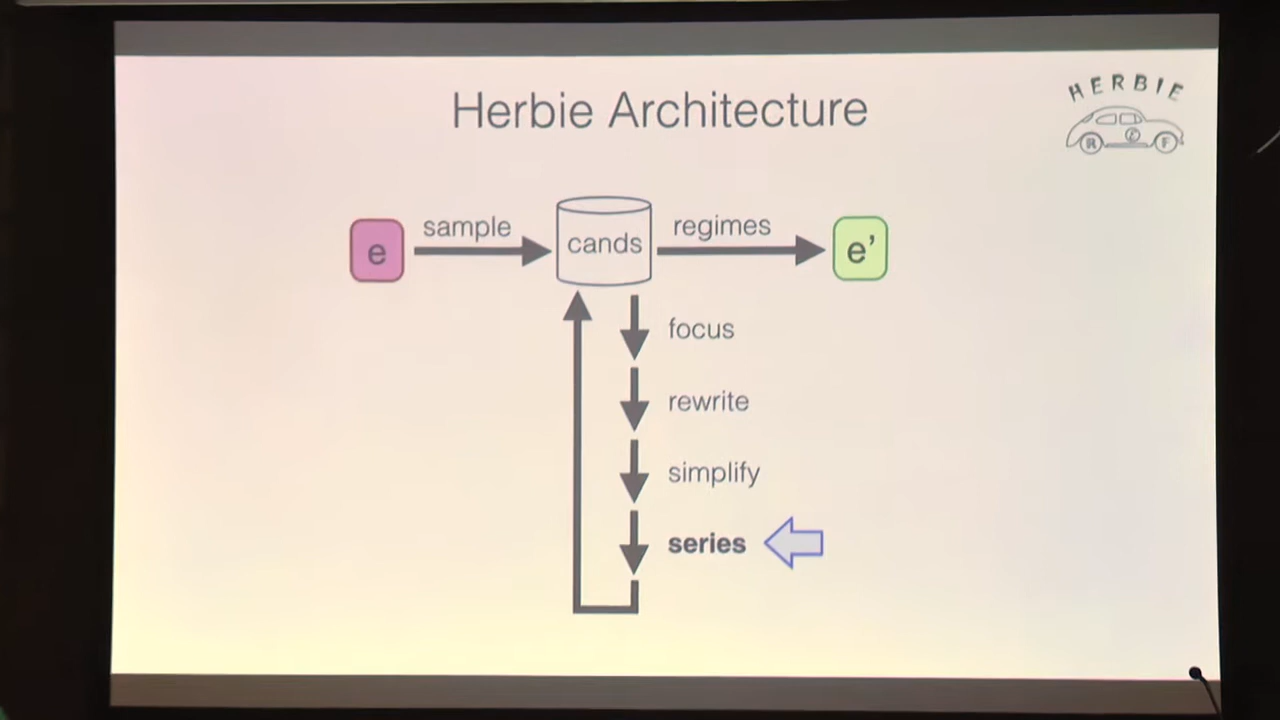 Herbie Architecture
HERBIE
R
F
e
sample
cands
regimes
e’
focus
rewrite
simplify
series